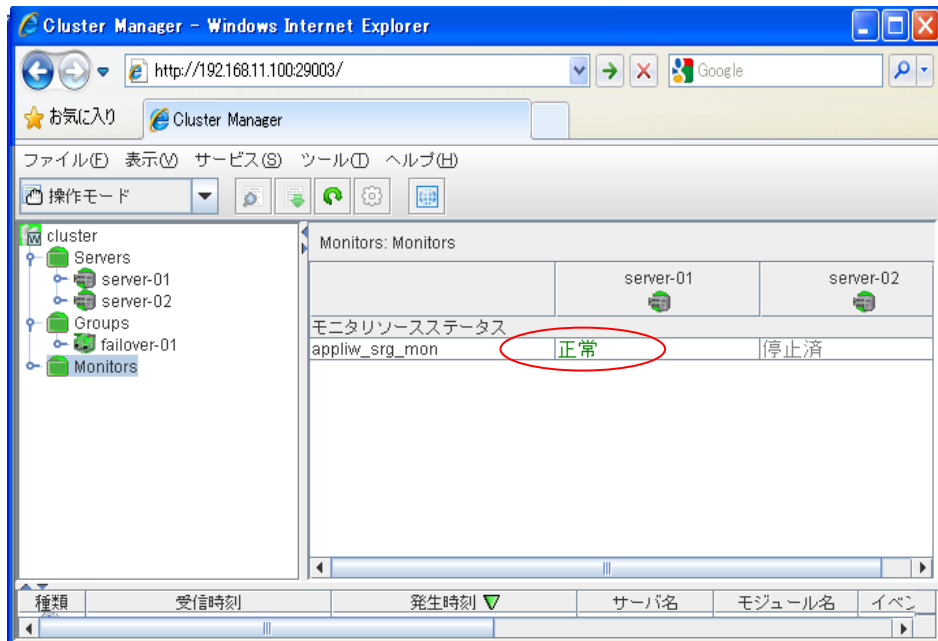 Cluster Manager - Windows Internet Explorer
http://192.168.11.100:29003/
Google
お気に入り
Cluster Manager
ファイル(F) 表示(V) サービス(S) ツール(T) ヘルプ(H)
操作モード
cluster
Servers
server-01
server-02
Groups
failover-01
Monitors
Monitors: Monitors
server-01 server-02
モニタリソースステータス
appliw_srg_mon 正常 停止済
種類 受信時刻 発生時刻 サーバ名 モジュール名 イベン